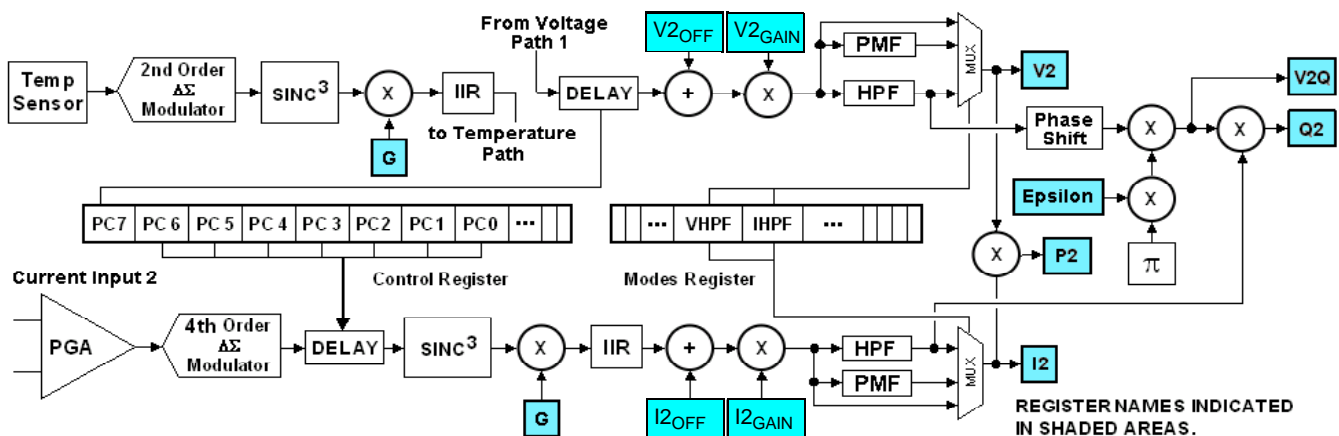 From Voltage
Path 1
V2OFF
V2GAIN
PMF
MUX
V2
V2Q
Temp
Sensor
2nd Order
ΔΣ
Modulator
SINC3
X
IIR
DELAY
+
X
HPF
to Temperature
Path
G
Phase
Shift
X
X
Q2
Epsilon
X
π
PC7
PC 6
PC 5
PC 4
PC 3
PC2
PC1
PC0
...
...
VHPF
IHPF
...
X
P2
Control Register
Modes Register
Current Input 2
PGA
4th Order
ΔΣ
Modulator
DELAY
SINC3
X
IIR
+
X
HPF
PMF
MUX
I2
G
I2OFF
I2GAIN
REGISTER NAMES INDICATED
IN SHADED AREAS.